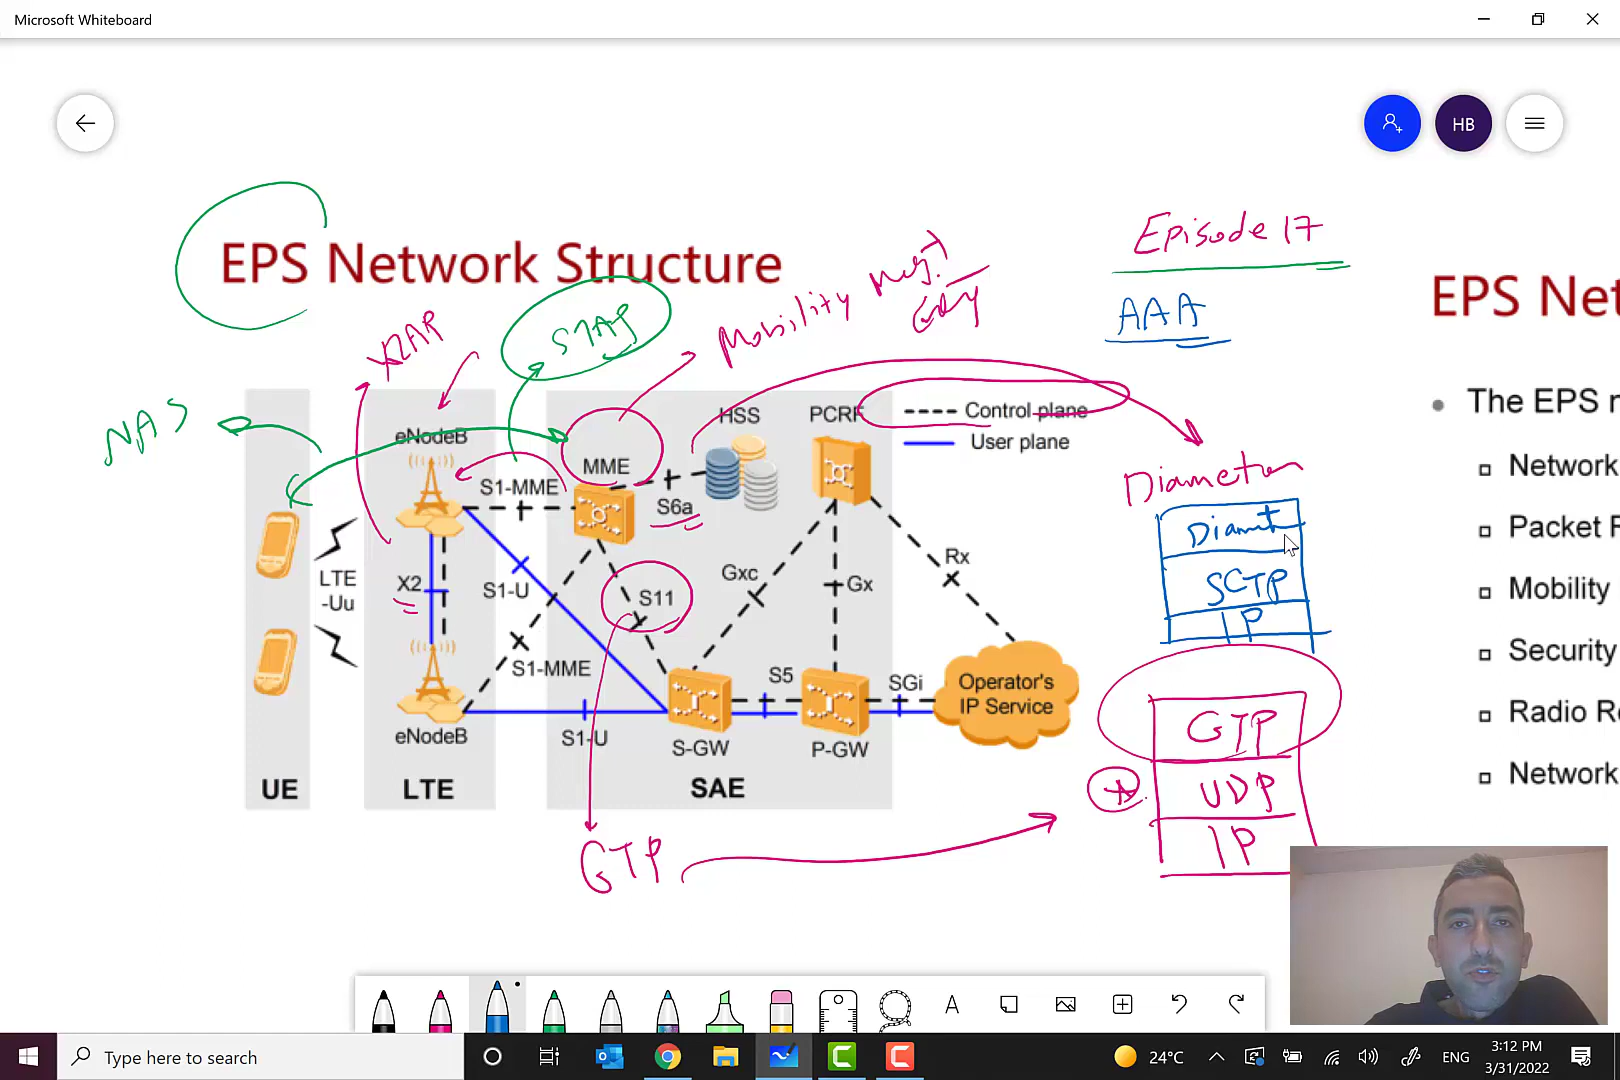 Microsoft Whiteboard
HB
Episode 17
EPS Network Structure
AAA
EPS Net
X2AP
S1AP
Mobility
NAS
The EPS n
HSS
PCRF
Control plane
eNodeB
User plane
MME
Network
S1-MME
S6a
Diameter
Diamet
Packet F
Rx
LTE
-Uu
X2
S1-U
S11
Gxc
Gx
SCTP
Mobility
IP
S1-MME
Security
S5
SGi
Operator's
IP Service
Radio Re
GTP
eNodeB
S1-U
S-GW
P-GW
UE
LTE
SAE
UDP
Network
GTP
IP
A
Type here to search
24°C
ENG
3:12 PM
3/31/2022